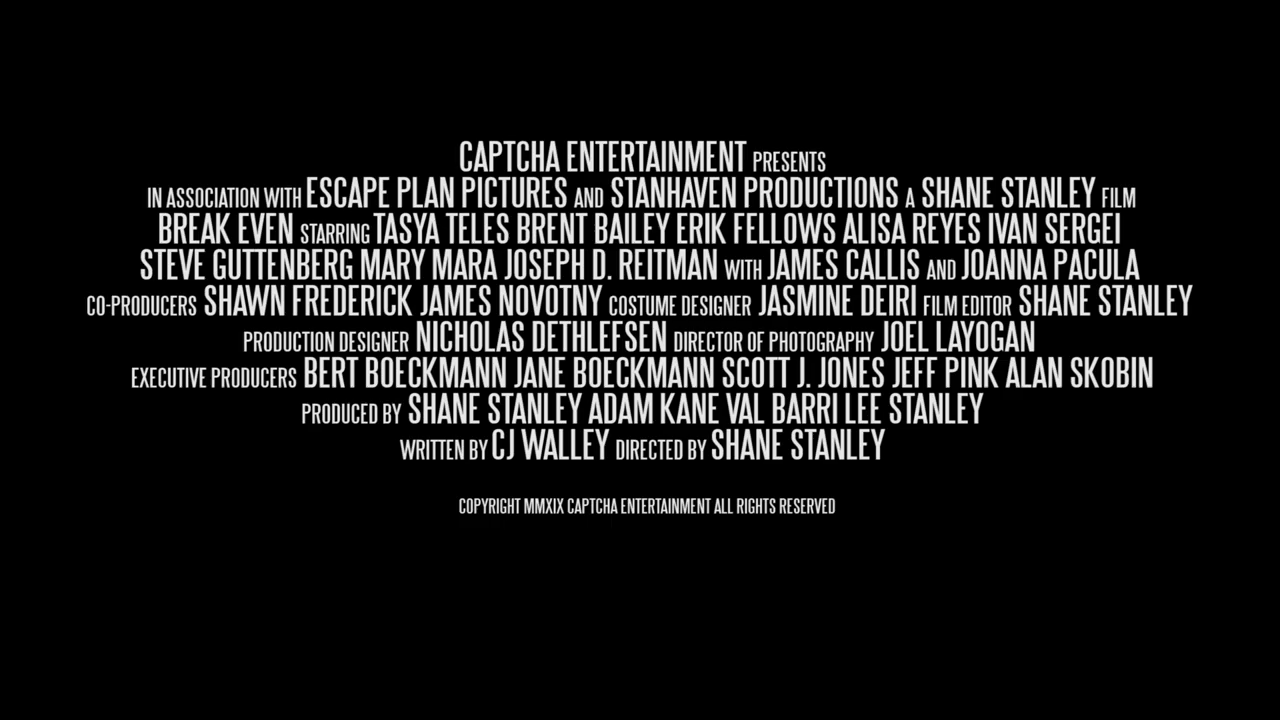 CAPTCHA ENTERTAINMENT PRESENTS
IN ASSOCIATION WITH ESCAPE PLAN PICTURES AND STANHAVEN PRODUCTIONS A SHANE STANLEY FILM
BREAK EVEN STARRING TASYA TELES BRENT BAILEY ERIK FELLOWS ALISA REYES IVAN SERGEI
STEVE GUTTENBERG MARY MARA JOSEPH D. REITMAN WITH JAMES CALLIS AND JOANNA PACULA
CO-PRODUCERS SHAWN FREDERICK JAMES NOVOTNY COSTUME DESIGNER JASMINE DEIRI FILM EDITOR SHANE STANLEY
PRODUCTION DESIGNER NICHOLAS DETHLEFSEN DIRECTOR OF PHOTOGRAPHY JOEL LAYOGAN
EXECUTIVE PRODUCERS BERT BOECKMANN JANE BOECKMANN SCOTT J. JONES JEFF PINK ALAN SKOBIN
PRODUCED BY SHANE STANLEY ADAM KANE VAL BARRI LEE STANLEY
WRITTEN BY CJ WALLEY DIRECTED BY SHANE STANLEY
COPYRIGHT MMXIX CAPTCHA ENTERTAINMENT ALL RIGHTS RESERVED